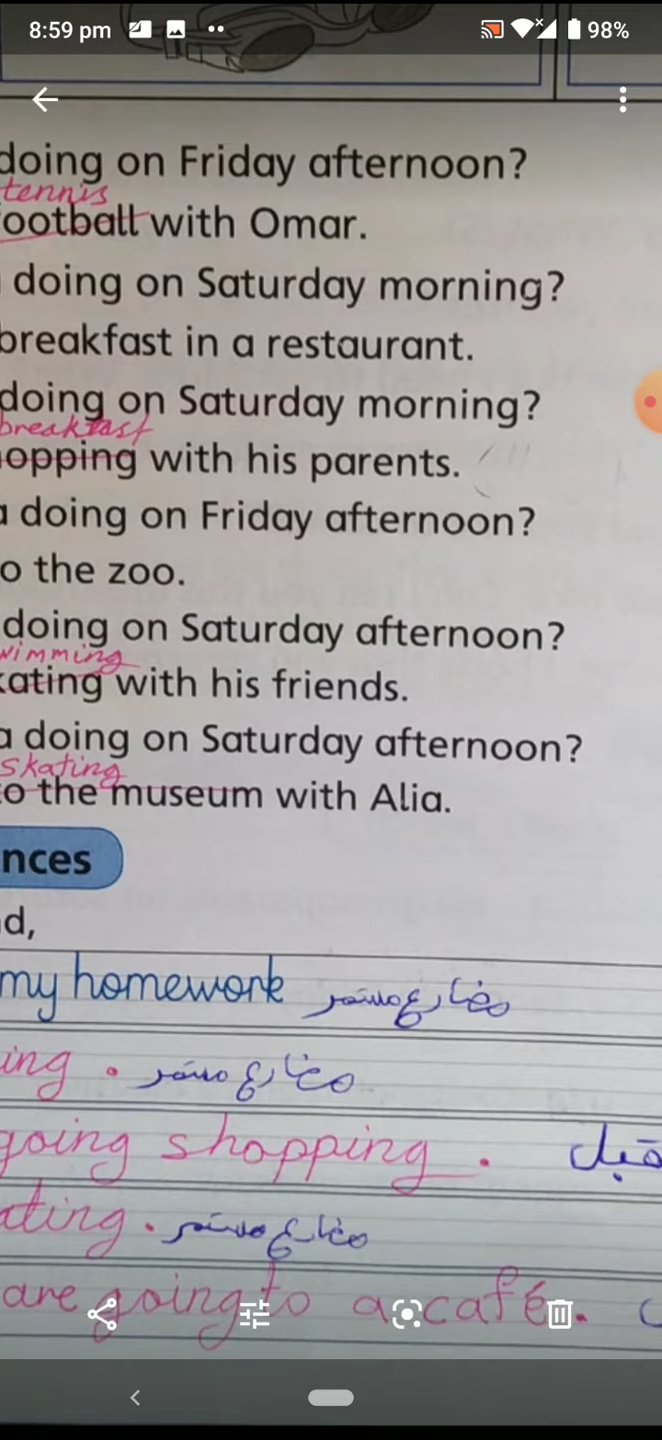 8:59 pm 98%
doing on Friday afternoon?
tennis
ootball with Omar.
doing on Saturday morning?
breakfast in a restaurant.
doing on Saturday morning?
breakfast
opping with his parents.
a doing on Friday afternoon?
o the zoo.
doing on Saturday afternoon?
wimming
kating with his friends.
a doing on Saturday afternoon?
skating
to the museum with Alia.
nces
d,
my homework مضارع مستمر
ing . مضارع مستمر
going shopping . قبل
ating . مضارع مستمر
are going to a café.